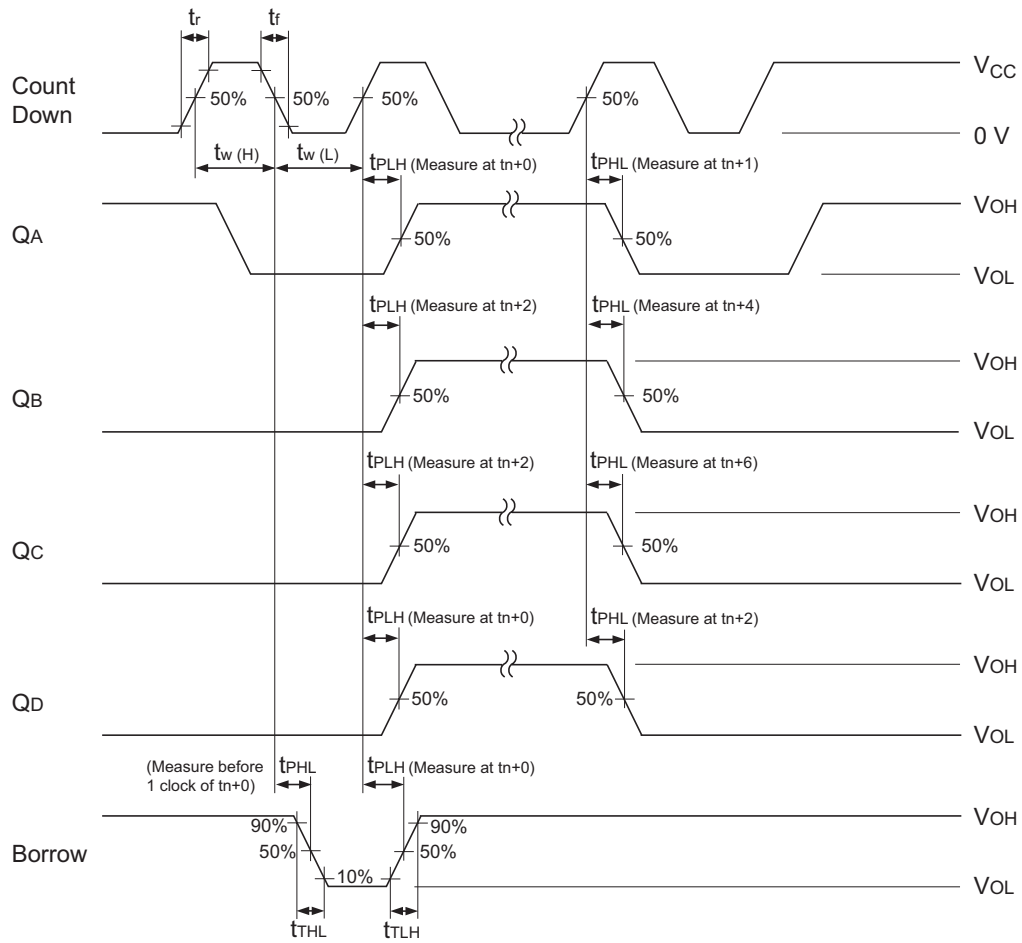 tr
tf
Count
Down
50%
50%
50%
50%
VCC
0 V
tw (H)
tw (L)
tPLH (Measure at tn+0)
tPHL (Measure at tn+1)
QA
50%
50%
VOH
VOL
tPLH (Measure at tn+2)
tPHL (Measure at tn+4)
QB
50%
50%
VOH
VOL
tPLH (Measure at tn+2)
tPHL (Measure at tn+6)
QC
50%
50%
VOH
VOL
tPLH (Measure at tn+0)
tPHL (Measure at tn+2)
QD
50%
50%
VOH
VOL
(Measure before
1 clock of tn+0)
tPHL
tPLH (Measure at tn+0)
Borrow
90%
50%
10%
90%
50%
VOH
VOL
tTHL
tTLH